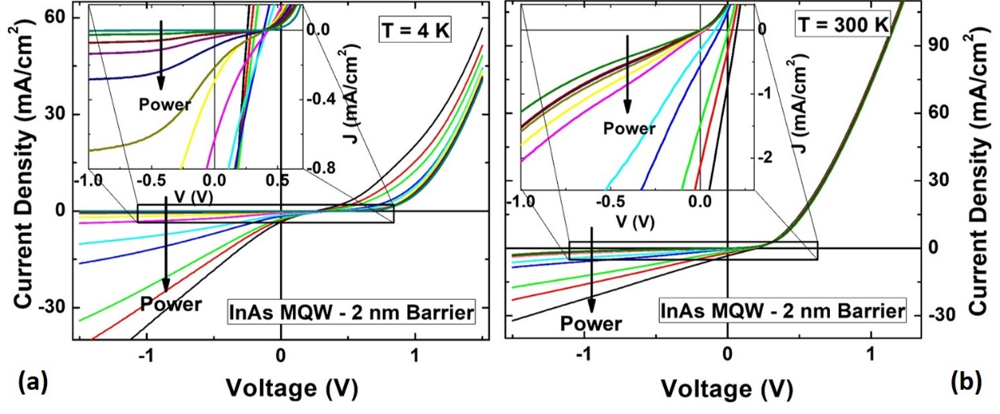 60
30
0
-30
Current Density (mA/cm²)
-1
0
1
Voltage (V)
T = 4 K
Power
0.0
-0.4
-0.8
J (mA/cm²)
-1.0
-0.5
0.0
0.5
V (V)
Power
InAs MQW - 2 nm Barrier
(a)
T = 300 K
Power
0
-1
-2
J (mA/cm²)
-1.0
-0.5
0.0
V (V)
Power
InAs MQW - 2 nm Barrier
90
60
30
0
-30
Current Density (mA/cm²)
-1
0
1
Voltage (V)
(b)